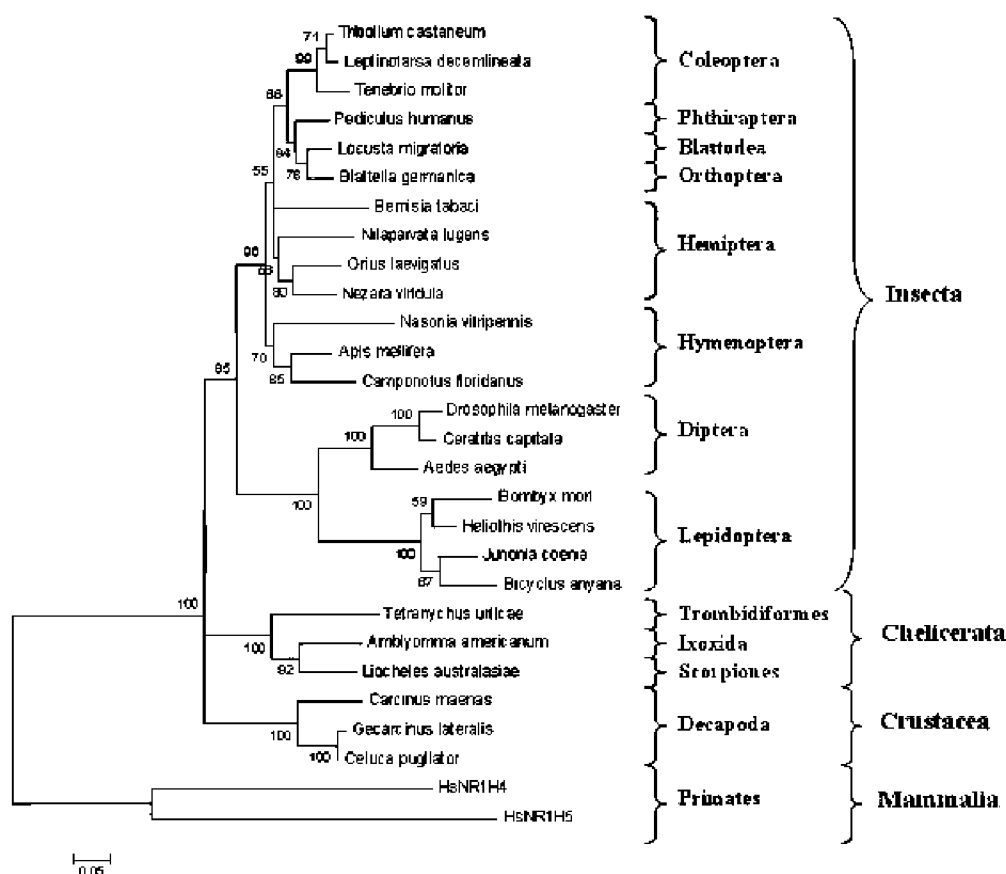 71 Tribolium castaneum
99 Leptinotarsa decemlineata
Tenebrio molitor
Coleoptera
66 Pediculus humanus
Phthiraptera
84 Locusta migratoria
Blattodea
78 Blattella germanica
Orthoptera
55 Bemisia tabaci
Nilaparvata lugens
Orius laevigatus
80 Nezara viridula
Hemiptera
96
Nasonia vitripennis
70 Apis mellifera
85 Camponotus floridanus
Hymenoptera
Insecta
85
100 Drosophila melanogaster
100 Ceratitis capitata
Aedes aegypti
Diptera
100
59 Bombyx mori
Heliothis virescens
100 Junonia coenia
67 Bicyclus anyana
Lepidoptera
100
Tetranychus urticae
Trombidiformes
100 Amblyomma americanum
Ixoxida
92 Liocheles australasiae
Scorpiones
Chelicerata
Carcinus maenas
100 Gecarcinus lateralis
100 Celuca pugilator
Decapoda
Crustacea
HsNR1H4
HsNR1H5
Primates
Mammalia
0.05